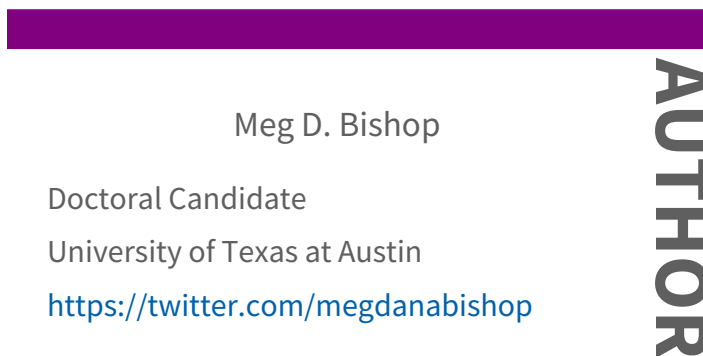 Meg D. Bishop
Doctoral Candidate
University of Texas at Austin
https://twitter.com/megdanabishop
AUTHOR